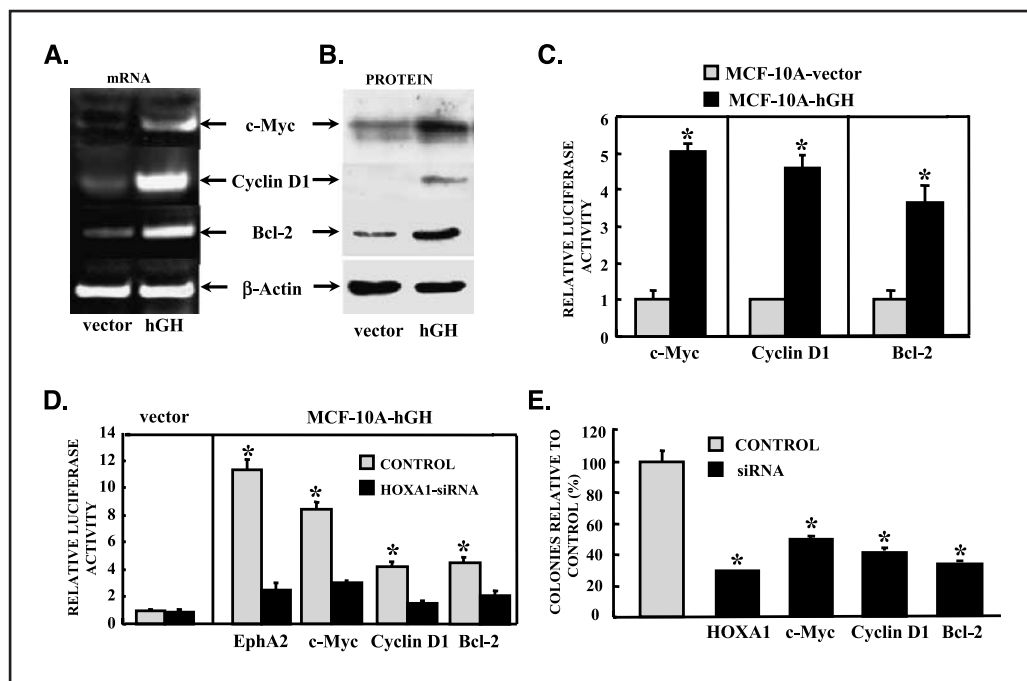 A.
mRNA
c-Myc
Cyclin D1
Bcl-2
β-Actin
vector hGH
B.
PROTEIN
vector hGH
C.
MCF-10A-vector
MCF-10A-hGH
RELATIVE LUCIFERASE
ACTIVITY
6
5
4
2
1
0
*
*
*
c-Myc Cyclin D1 Bcl-2
D.
vector MCF-10A-hGH
RELATIVE LUCIFERASE
ACTIVITY
14
12
10
8
6
4
2
0
CONTROL
HOXA1-siRNA
*
*
*
*
EphA2 c-Myc Cyclin D1 Bcl-2
E.
COLONIES RELATIVE TO
CONTROL (%)
120
100
80
60
40
20
0
CONTROL
siRNA
*
*
*
*
HOXA1 c-Myc Cyclin D1 Bcl-2